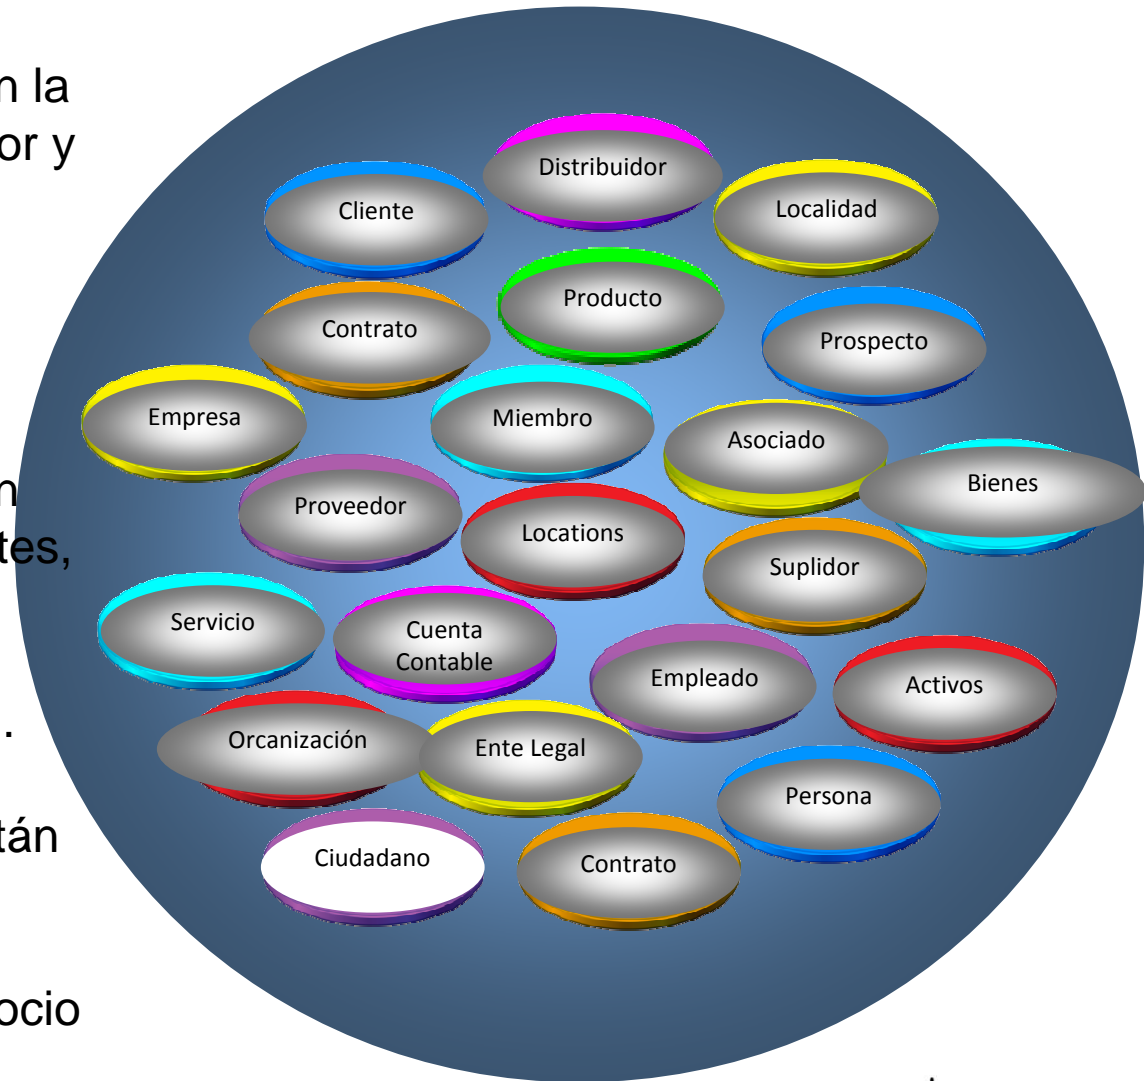 n la
or y
n
tes,
.
tán
ocio
Distribuidor
Cliente
Localidad
Producto
Contrato
Prospecto
Empresa
Miembro
Asociado
Bienes
Proveedor
Locations
Suplidor
Servicio
Cuenta
Contable
Empleado
Activos
Orcanización
Ente Legal
Persona
Ciudadano
Contrato